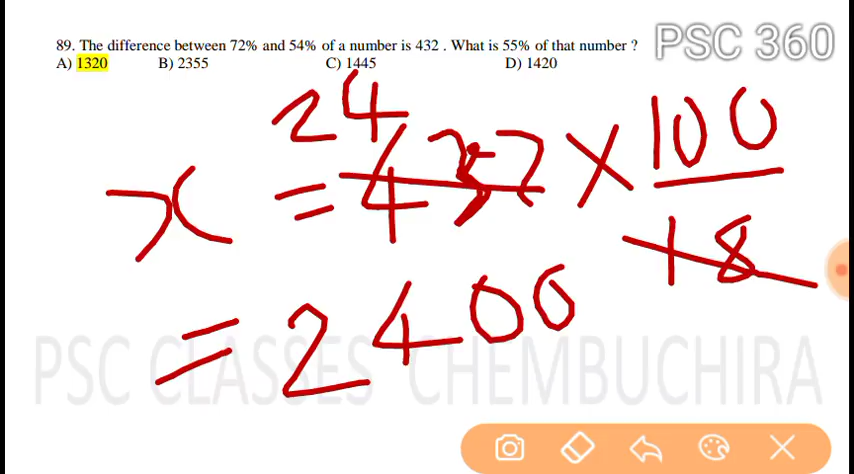 PSC 360
89. The difference between 72% and 54% of a number is 432 . What is 55% of that number ?
A) 1320 B) 2355 C) 1445 D) 1420
24
x = 432 × 100
18
= 2400
PSC CLASSES CHEMBUCHIRA